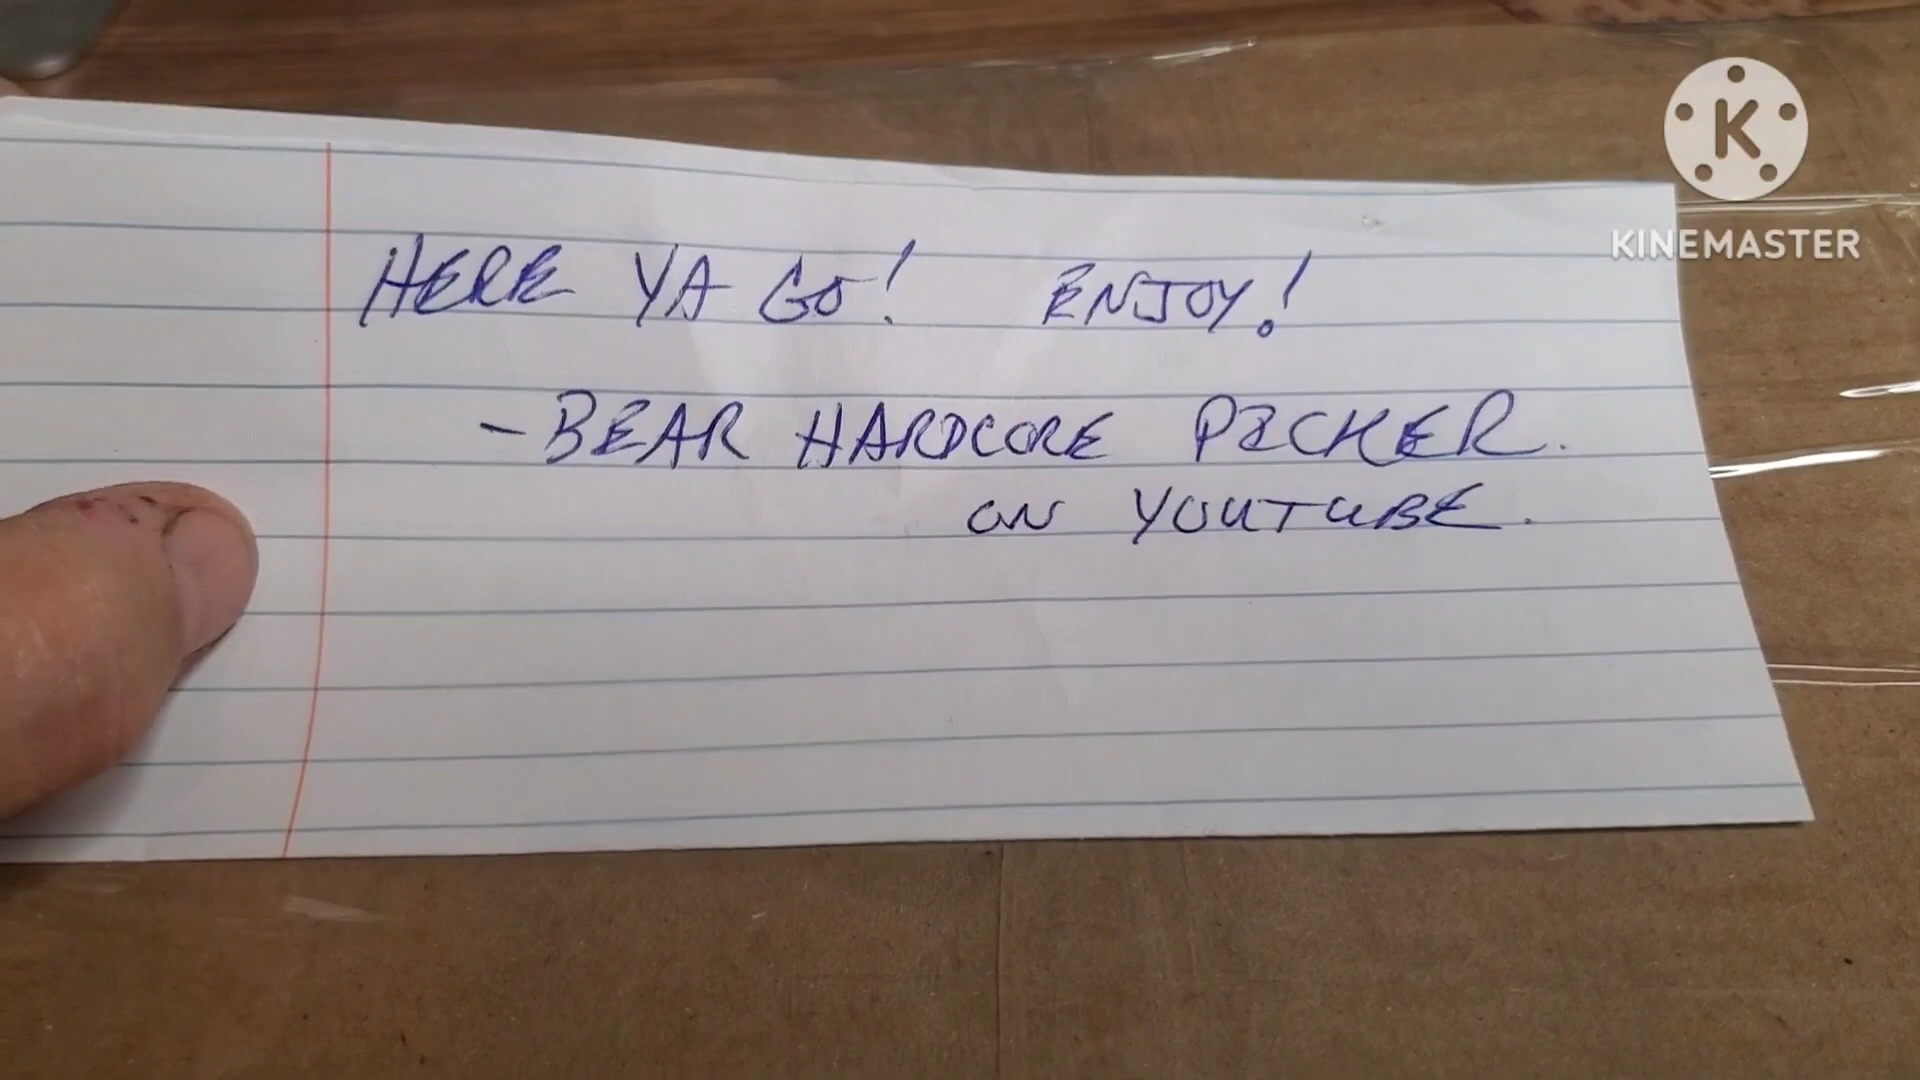 HERE YA GO! ENJOY!
- BEAR HARDCORE PICKER.
ON YOUTUBE.
K
KINEMASTER